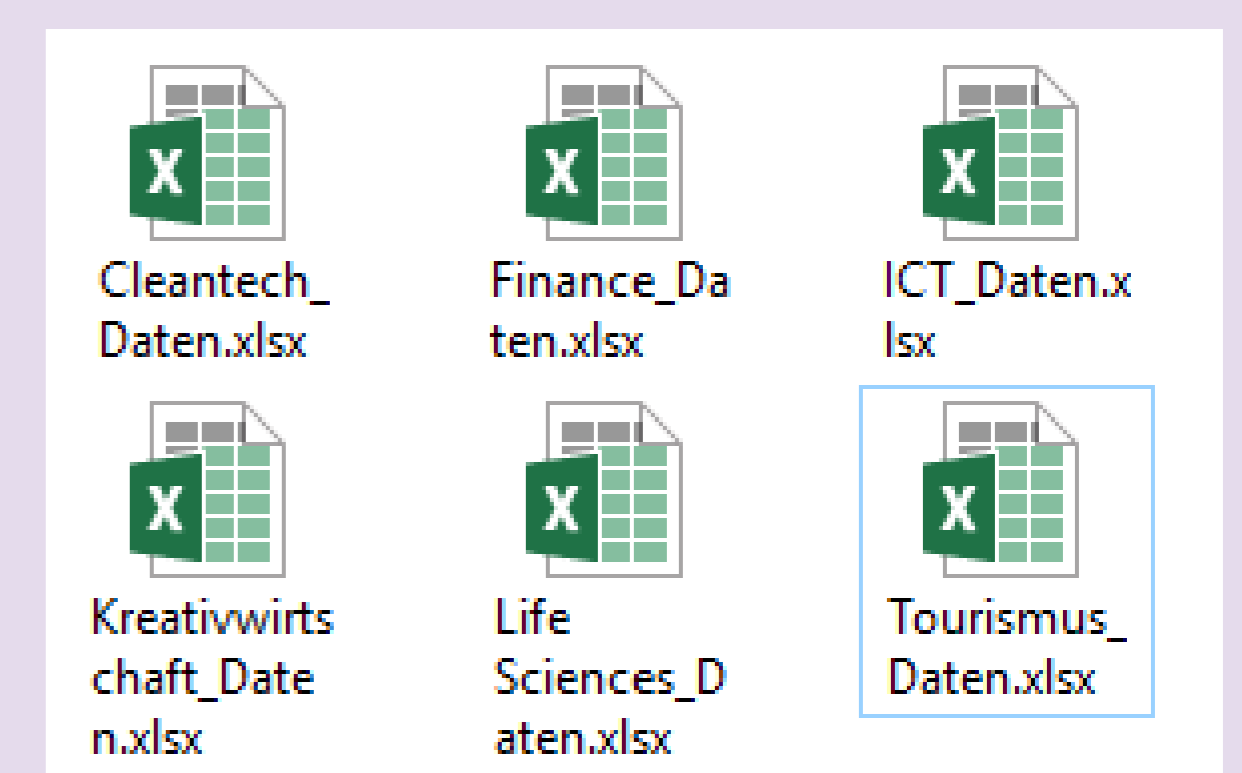 Cleantech_
Daten.xlsx
Finance_Da
ten.xlsx
ICT_Daten.x
lsx
Kreativwirts
chaft_Date
n.xlsx
Life
Sciences_D
aten.xlsx
Tourismus_
Daten.xlsx